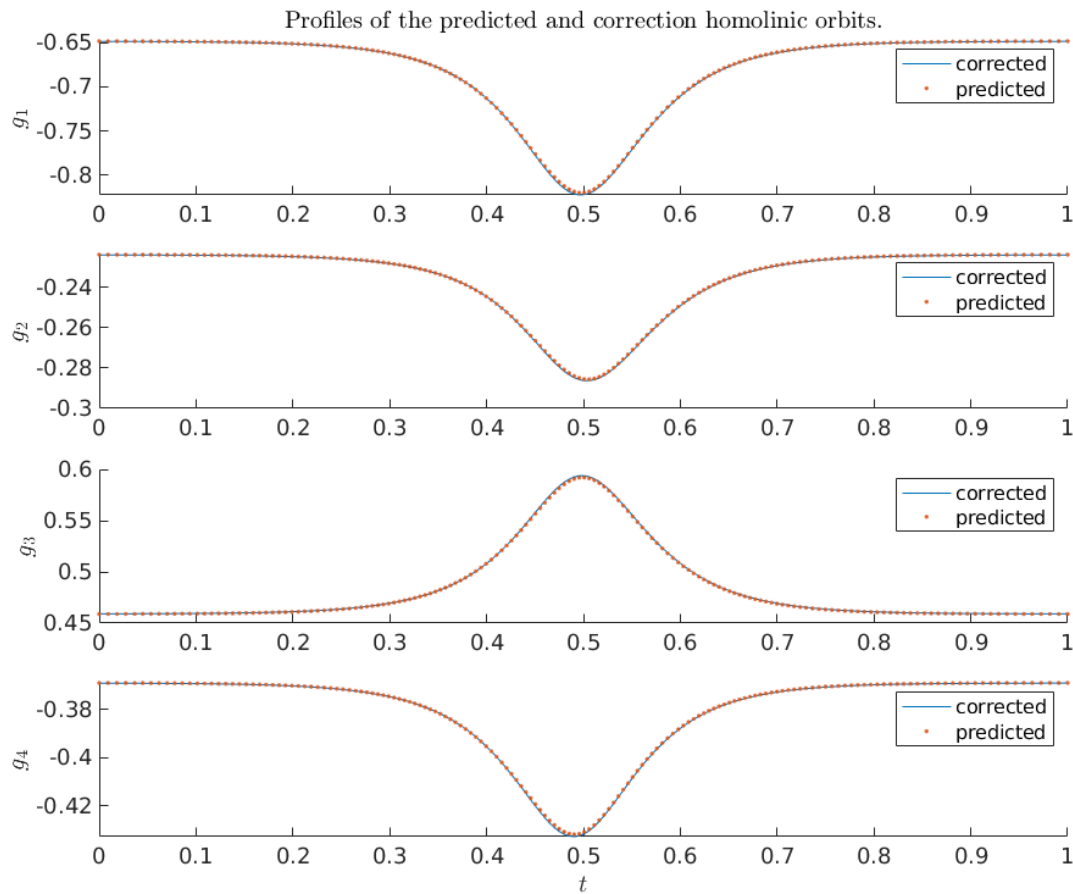 Profiles of the predicted and correction homolinic orbits.
-0.65
-0.7
-0.75
-0.8
g1
corrected
predicted
0 0.1 0.2 0.3 0.4 0.5 0.6 0.7 0.8 0.9 1
-0.24
-0.26
-0.28
-0.3
g2
corrected
predicted
0 0.1 0.2 0.3 0.4 0.5 0.6 0.7 0.8 0.9 1
0.6
0.55
0.5
0.45
g3
corrected
predicted
0 0.1 0.2 0.3 0.4 0.5 0.6 0.7 0.8 0.9 1
-0.38
-0.4
-0.42
g4
corrected
predicted
0 0.1 0.2 0.3 0.4 0.5 0.6 0.7 0.8 0.9 1
t